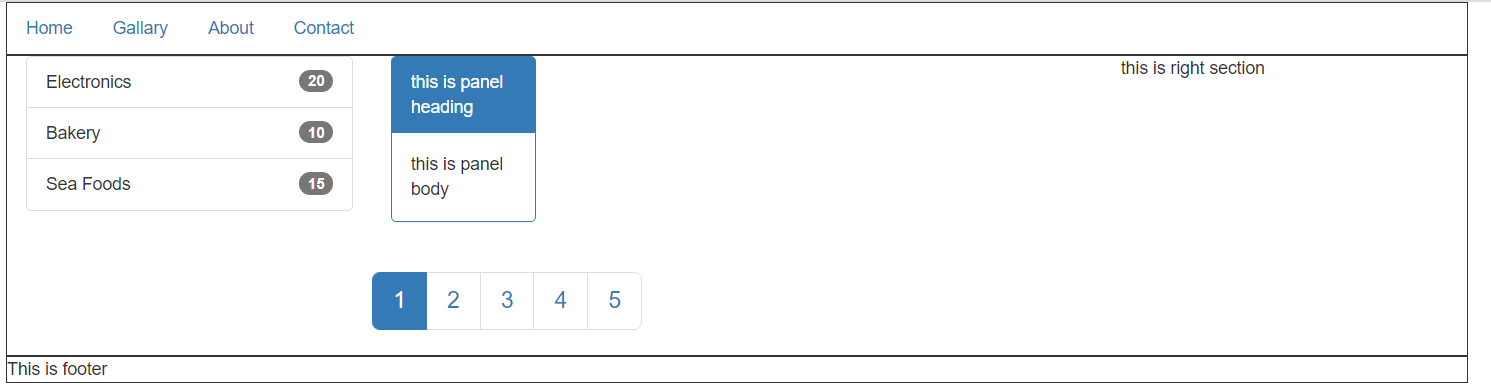 Home Gallary About Contact
Electronics 20
Bakery 10
Sea Foods 15
this is panel
heading
this is panel
body
this is right section
1 2 3 4 5
This is footer